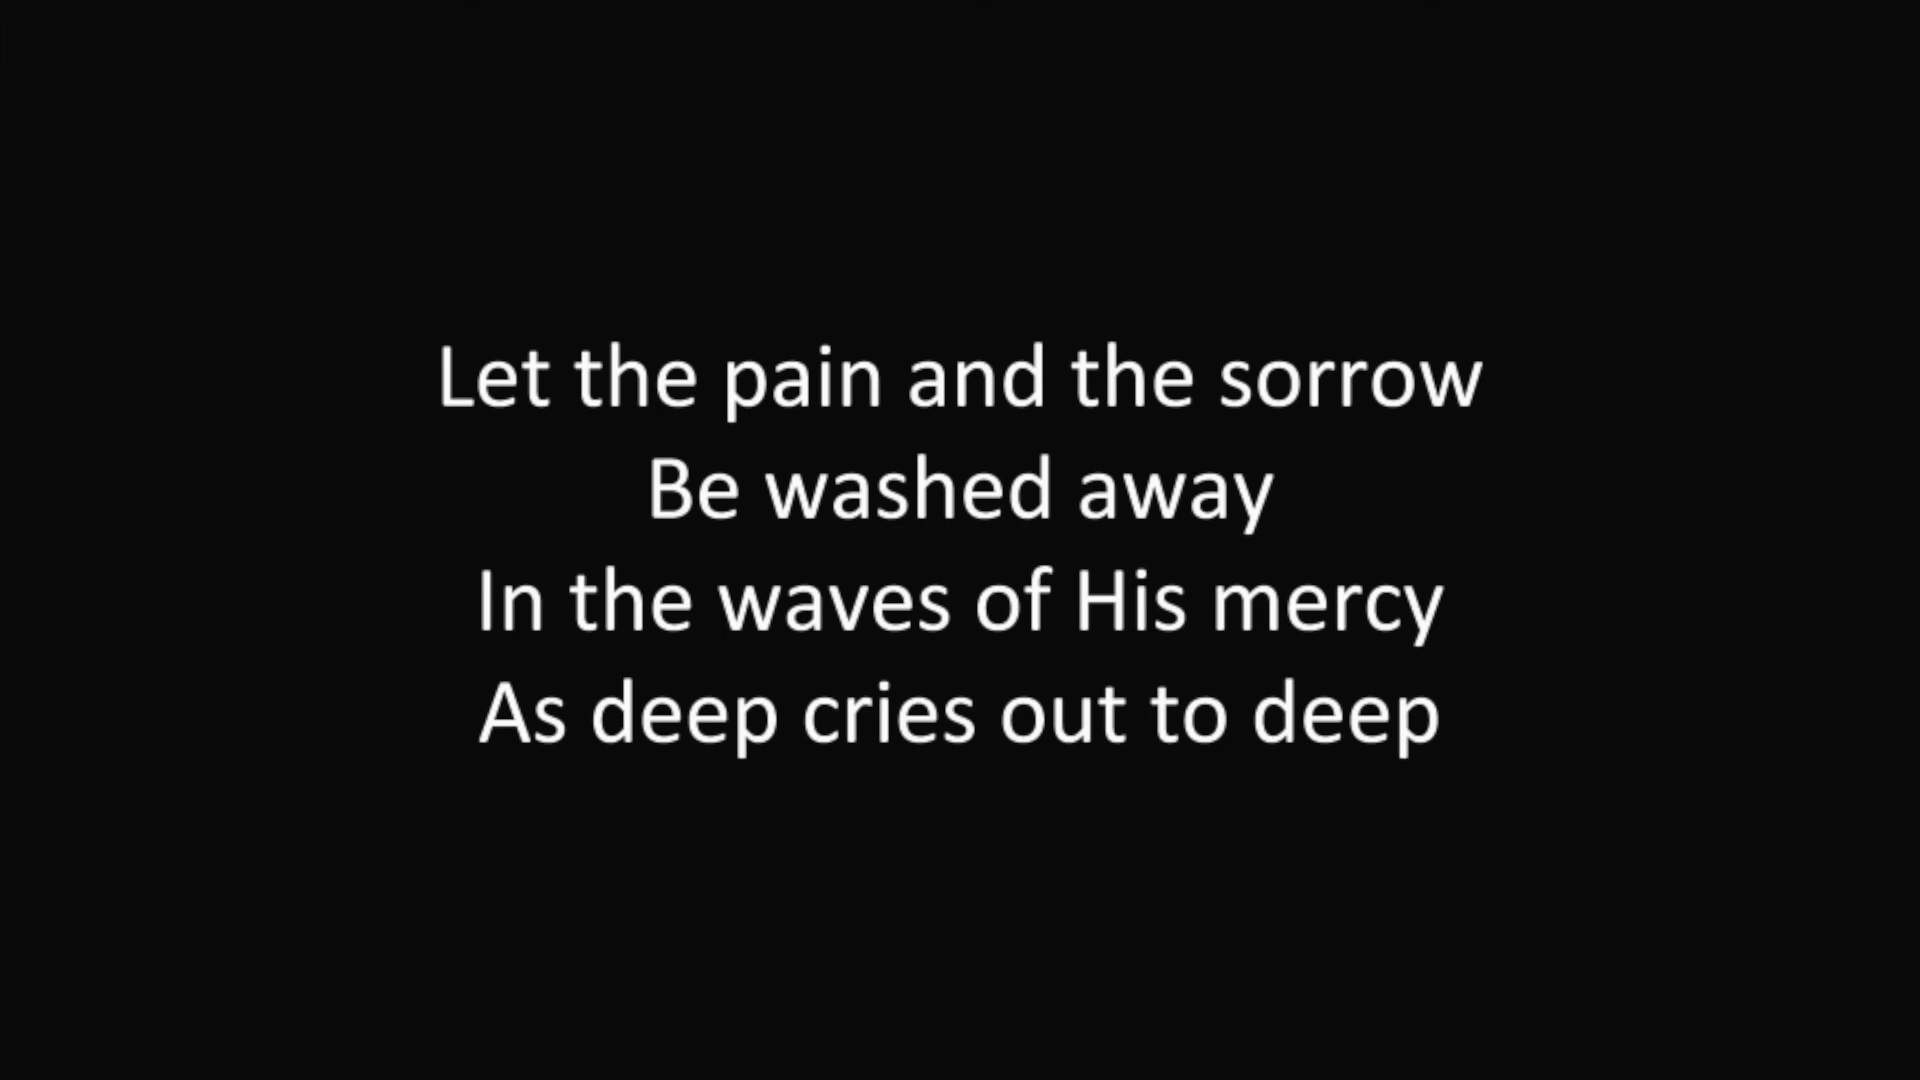 Let the pain and the sorrow
Be washed away
In the waves of His mercy
As deep cries out to deep